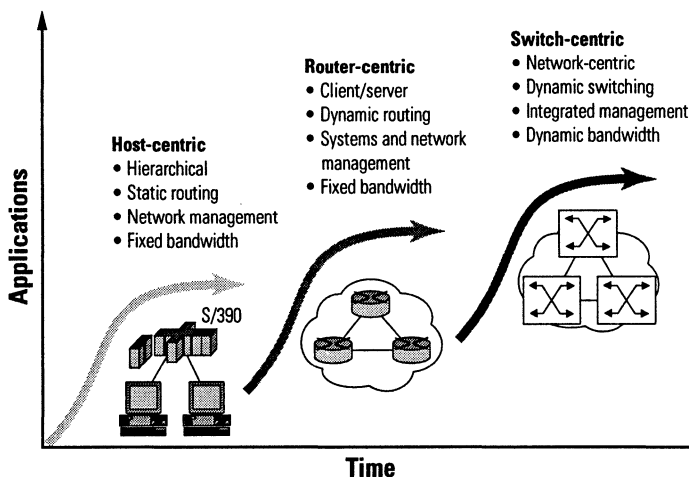 Switch-centric
• Network-centric
• Dynamic switching
• Integrated management
• Dynamic bandwidth
Router-centric
• Client/server
• Dynamic routing
• Systems and network
management
• Fixed bandwidth
Host-centric
• Hierarchical
• Static routing
• Network management
• Fixed bandwidth
S/390
Applications
Time